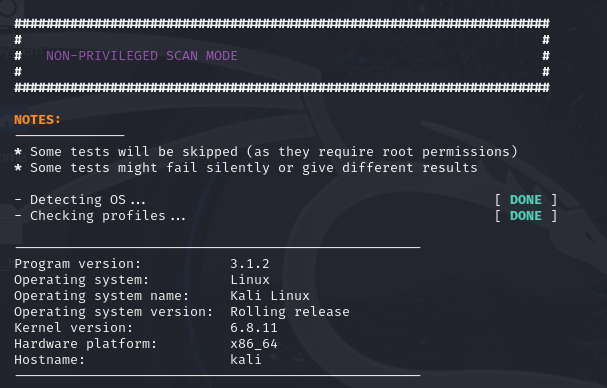 ###################################################################
#                                                                 #
#   NON-PRIVILEGED SCAN MODE                                      #
#                                                                 #
###################################################################
NOTES:
--------------
* Some tests will be skipped (as they require root permissions)
* Some tests might fail silently or give different results
- Detecting OS...                                           [ DONE ]
- Checking profiles...                                      [ DONE ]
---------------------------------------------------
Program version:           3.1.2
Operating system:          Linux
Operating system name:     Kali Linux
Operating system version:  Rolling release
Kernel version:            6.8.11
Hardware platform:         x86_64
Hostname:                  kali
---------------------------------------------------